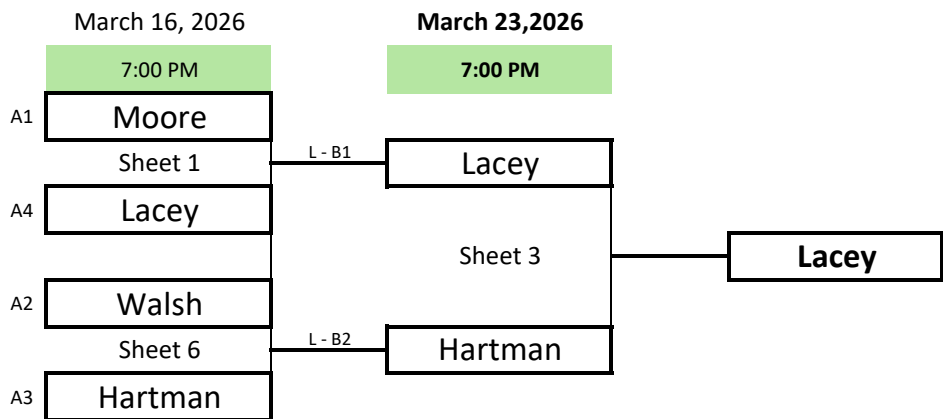 March 16, 2026
March 23,2026
7:00 PM
7:00 PM
A1
Moore
Sheet 1
L - B1
Lacey
A4
Lacey
Sheet 3
Lacey
A2
Walsh
Sheet 6
L - B2
Hartman
A3
Hartman